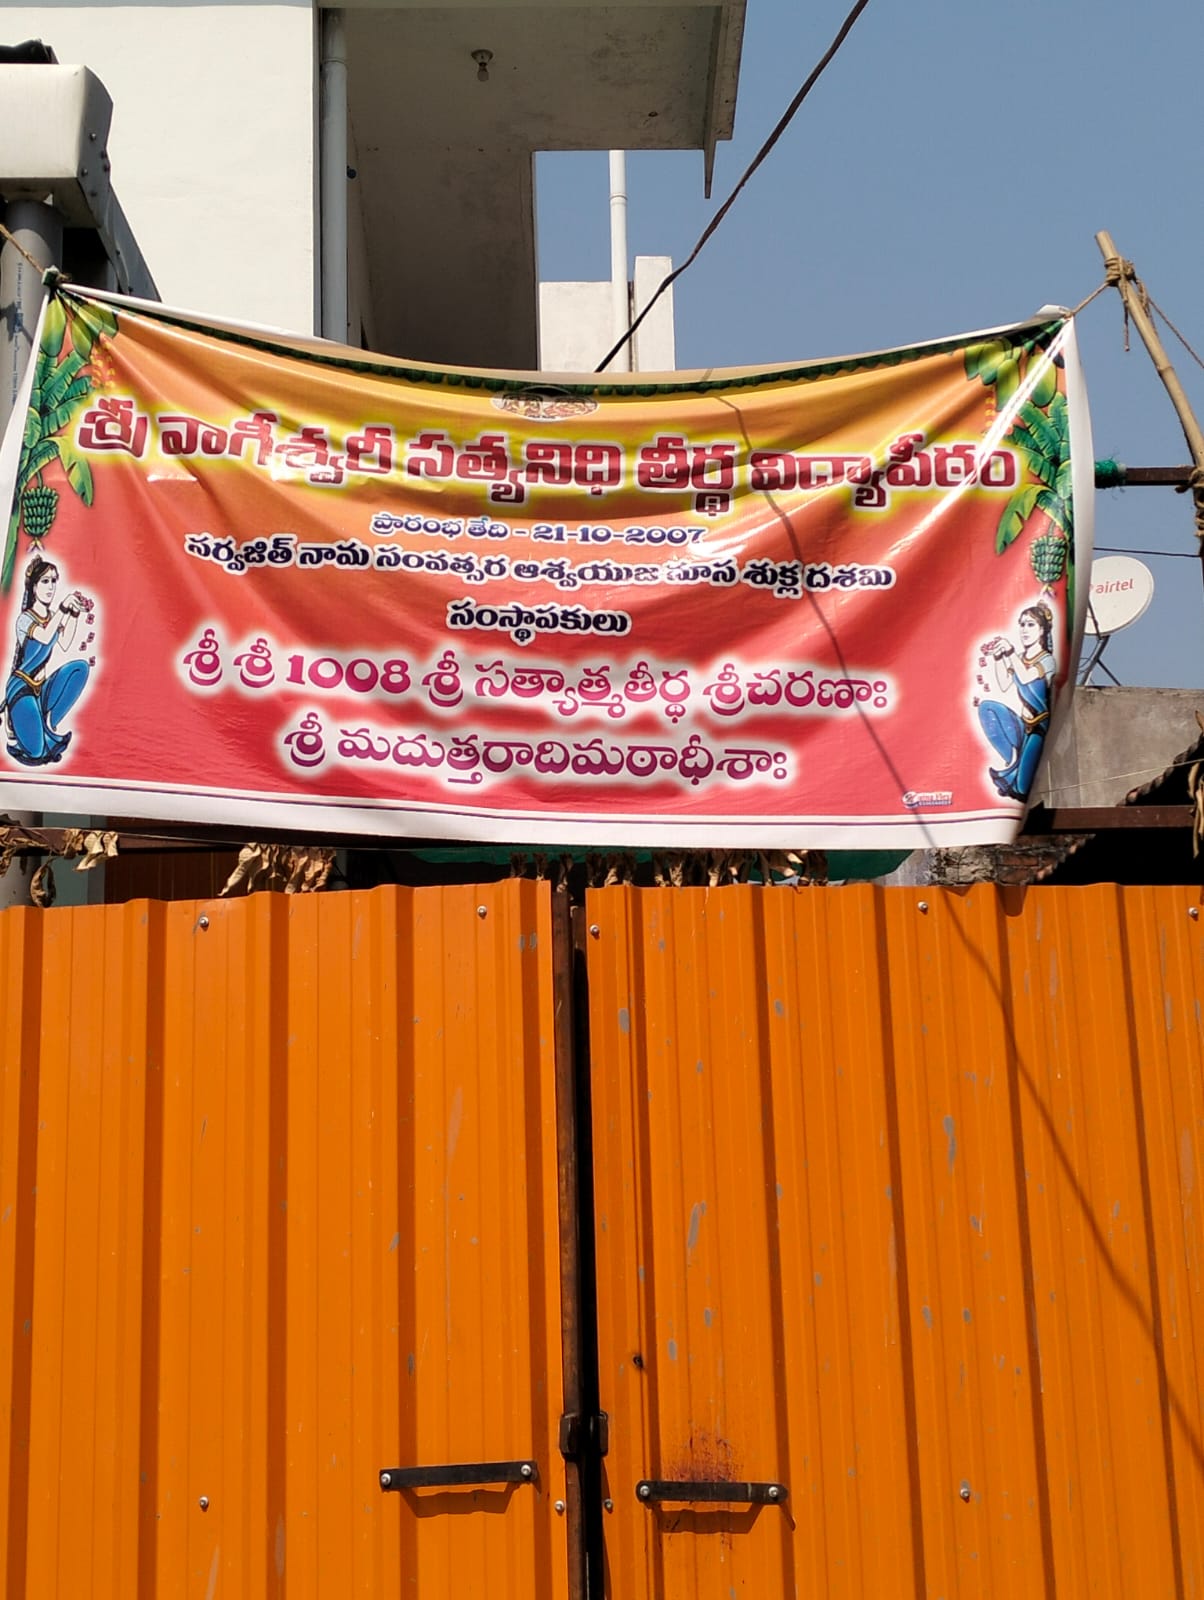 శ్రీ వాగీశ్వరీ సత్యనిధి తీర్థ విద్యాపీఠం
ప్రారంభ తేది - 21-10-2007
సర్వజిత్ నామ సంవత్సర ఆశ్వయుజ మాస శుక్ల దశమి
సంస్థాపకులు
శ్రీ శ్రీ 1008 శ్రీ సత్యాత్మతీర్థ శ్రీచరణాః
శ్రీ మదుత్తరాదిమఠాధీశాః
airtel